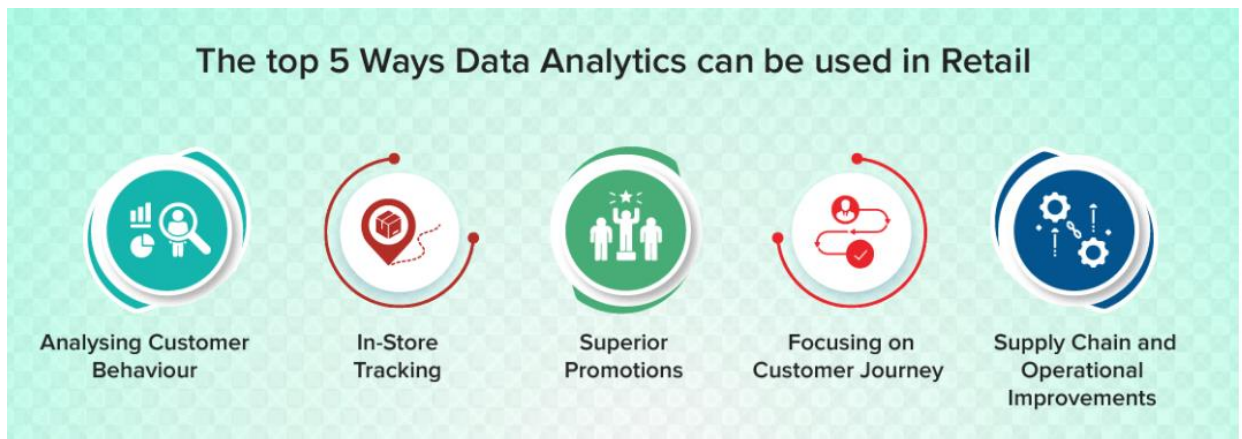 The top 5 Ways Data Analytics can be used in Retail
Analysing Customer
Behaviour
In-Store
Tracking
Superior
Promotions
Focusing on
Customer Journey
Supply Chain and
Operational
Improvements